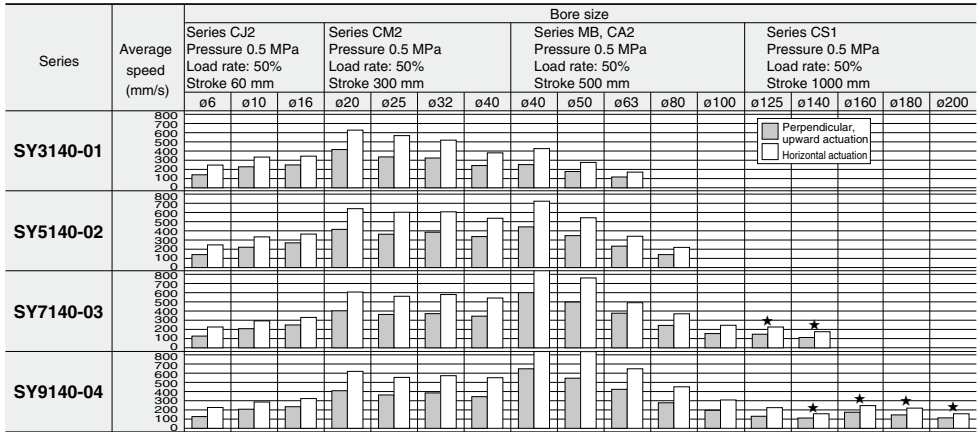 Bore size
Series
Average
speed
(mm/s)
Series CJ2
Pressure 0.5 MPa
Load rate: 50%
Stroke 60 mm
Series CM2
Pressure 0.5 MPa
Load rate: 50%
Stroke 300 mm
Series MB, CA2
Pressure 0.5 MPa
Load rate: 50%
Stroke 500 mm
Series CS1
Pressure 0.5 MPa
Load rate: 50%
Stroke 1000 mm
ø6 ø10 ø16 ø20 ø25 ø32 ø40 ø40 ø50 ø63 ø80 ø100 ø125 ø140 ø160 ø180 ø200
SY3140-01
800
700
600
500
400
300
200
100
0
Perpendicular,
upward actuation
Horizontal actuation
SY5140-02
800
700
600
500
400
300
200
100
0
SY7140-03
800
700
600
500
400
300
200
100
0
★ ★
SY9140-04
800
700
600
500
400
300
200
100
0
★ ★ ★ ★